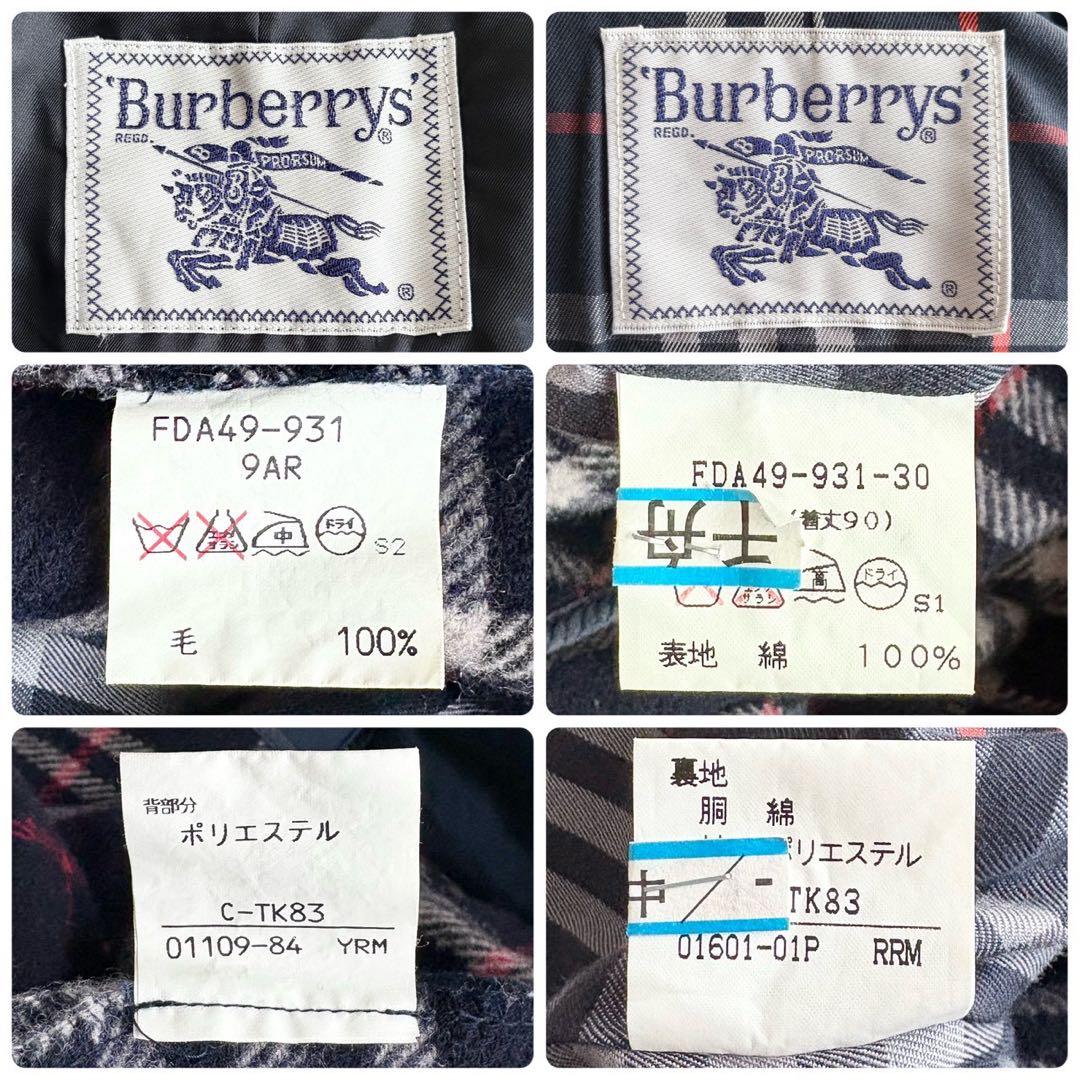 'Burberrys'
REGD.
®
PRORSUM
®
'Burberrys'
REGD.
®
PRORSUM
®
FDA49-931
9AR
中 ドライ S2
毛 100%
FDA49-931-30
(着丈90)
高 ドライ S1
表地 綿 100%
背部分
ポリエステル
C-TK83
01109-84 YRM
裏地
胴 綿
ポリエステル
TK83
01601-01P RRM